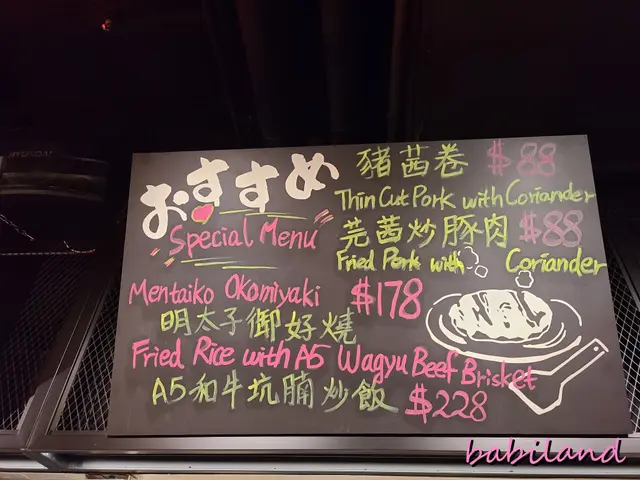 おすすめ
Special Menu
豬茜卷 $88
Thin Cut Pork with Coriander
芫茜炒豚肉 $88
Fried Pork with Coriander
Mentaiko Okomiyaki $178
明太子御好燒
Fried Rice with A5 Wagyu Beef Brisket
A5和牛坑腩炒飯 $228
babiland